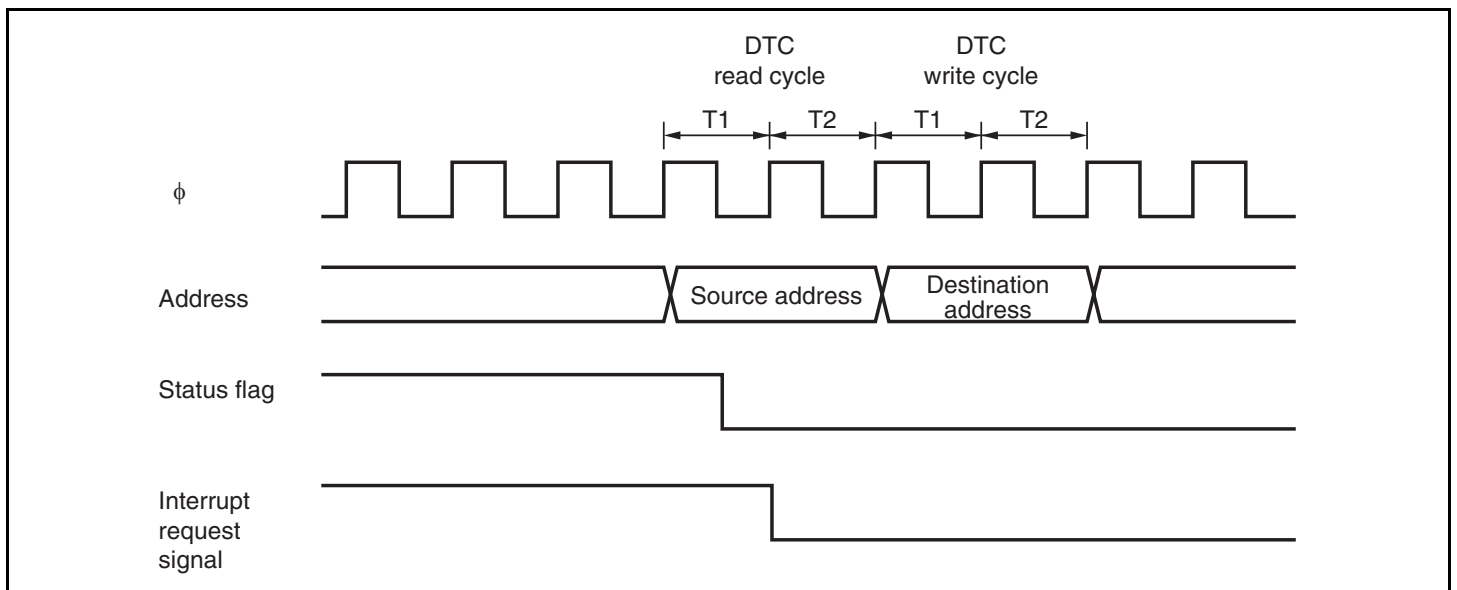 DTC
read cycle
DTC
write cycle
T1
T2
T1
T2
ϕ
Address
Source address
Destination
address
Status flag
Interrupt
request
signal